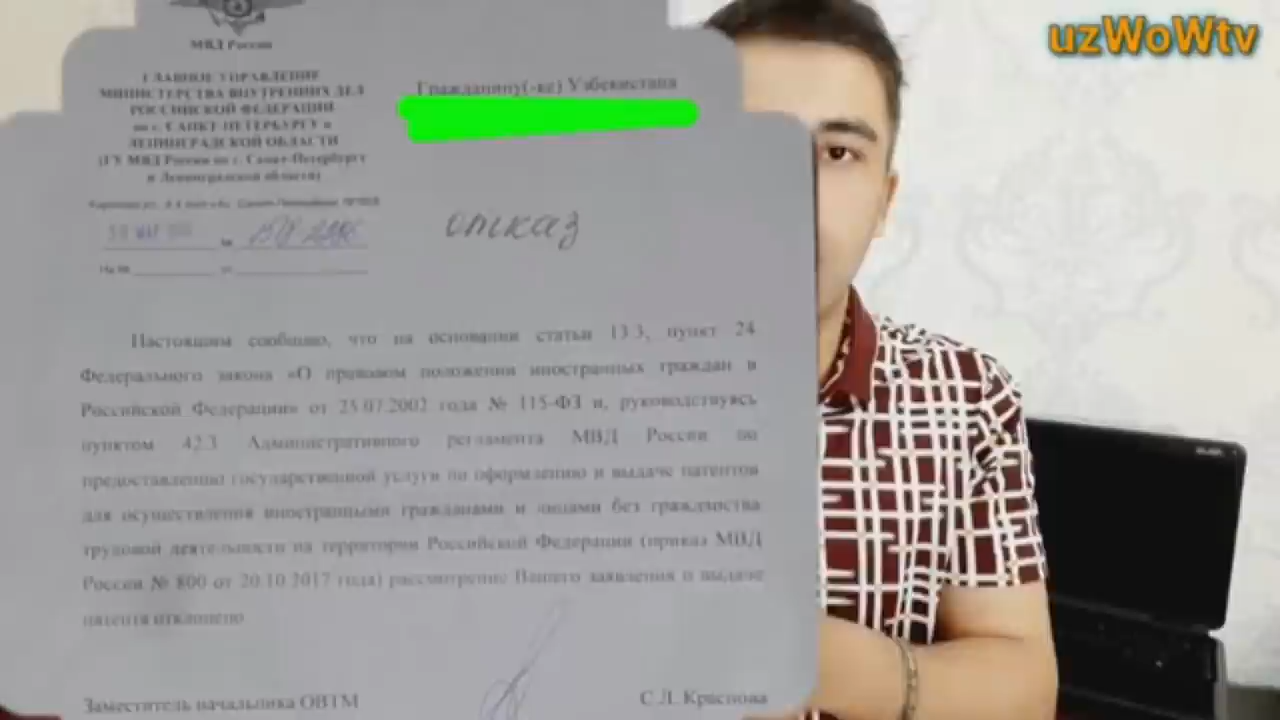 uzWoWtv
МВД России
ГЛАВНОЕ УПРАВЛЕНИЕ
МИНИСТЕРСТВА ВНУТРЕННИХ ДЕЛ
РОССИЙСКОЙ ФЕДЕРАЦИИ
по г. САНКТ-ПЕТЕРБУРГУ и
ЛЕНИНГРАДСКОЙ ОБЛАСТИ
(ГУ МВД России по г. Санкт-Петербургу
и Ленинградской области)
Гражданину(-ке) Узбекистана
отказ
На № от
Настоящим сообщаю, что на основании статьи 13.3, пункт 24
Федерального закона «О правовом положении иностранных граждан в
Российской Федерации» от 25.07.2002 года № 115-ФЗ и, руководствуясь
пунктом 42.3 Административного регламента МВД России по
предоставлению государственной услуги по оформлению и выдаче патентов
для осуществления иностранными гражданами и лицами без гражданства
трудовой деятельности на территории Российской Федерации (приказ МВД
России № 800 от 20.10.2017 года) рассмотрение Вашего заявления о выдаче
патента отклонено
Заместитель начальника ОВТМ С.Л. Краснова